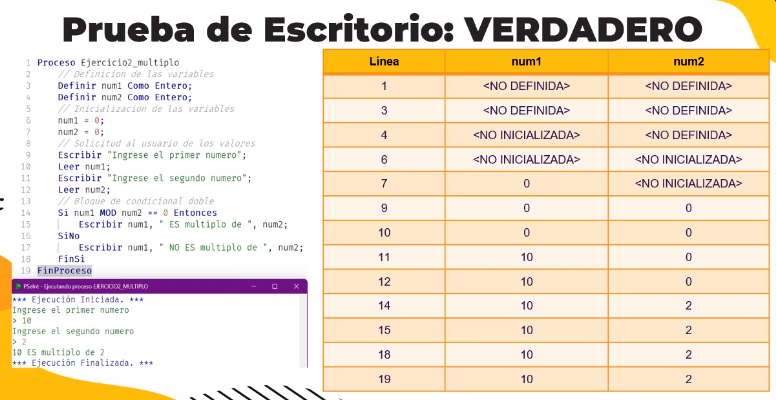 Prueba de Escritorio: VERDADERO
1 Proceso Ejercicio2_multiplo
2 // Definicion de las variables
3 Definir num1 Como Entero;
4 Definir num2 Como Entero;
5 // Inicializacion de las variables
6 num1 = 0;
7 num2 = 0;
8 // Solicitud al usuario de los valores
9 Escribir "Ingrese el primer numero";
10 Leer num1;
11 Escribir "Ingrese el segundo numero";
12 Leer num2;
13 // Bloque de condicional doble
14 Si num1 MOD num2 == 0 Entonces
15 Escribir num1, " ES multiplo de ", num2;
16 SiNo
17 Escribir num1, " NO ES multiplo de ", num2;
18 FinSi
19 FinProceso
PSeInt - Ejecutando proceso EJERCICIO2_MULTIPLO
*** Ejecución Iniciada. ***
Ingrese el primer numero
> 10
Ingrese el segundo numero
> 2
10 ES multiplo de 2
*** Ejecución Finalizada. ***
Línea num1 num2
1 <NO DEFINIDA> <NO DEFINIDA>
3 <NO DEFINIDA> <NO DEFINIDA>
4 <NO INICIALIZADA> <NO DEFINIDA>
6 <NO INICIALIZADA> <NO INICIALIZADA>
7 0 <NO INICIALIZADA>
9 0 0
10 0 0
11 10 0
12 10 0
14 10 2
15 10 2
18 10 2
19 10 2